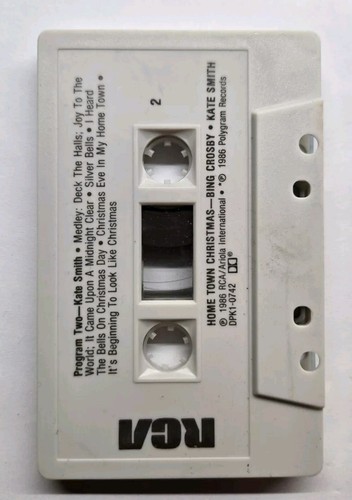 Program Two—Kate Smith • Medley: Deck The Halls; Joy To The
World; It Came Upon A Midnight Clear • Silver Bells • I Heard
The Bells On Christmas Day • Christmas Eve In My Home Town •
It's Beginning To Look Like Christmas
2
RCA
HOME TOWN CHRISTMAS—BING CROSBY • KATE SMITH
℗ 1986 RCA/Ariola International • *℗ 1986 Polygram Records
DPK1-0742